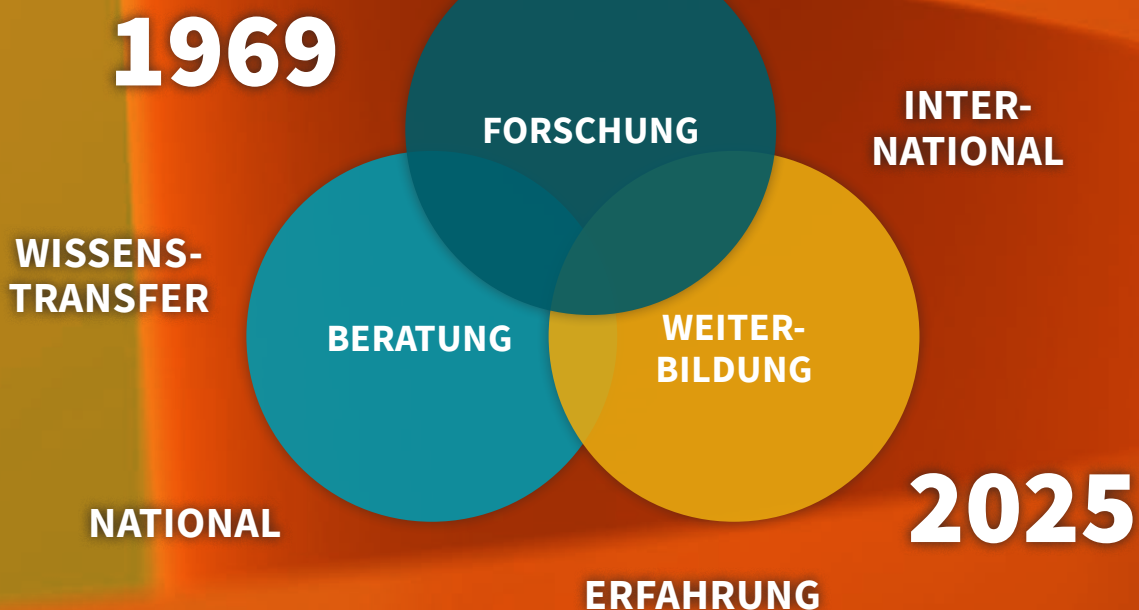 1969
FORSCHUNG
INTER-
NATIONAL
WISSENS-
TRANSFER
BERATUNG
WEITER-
BILDUNG
NATIONAL
2025
ERFAHRUNG